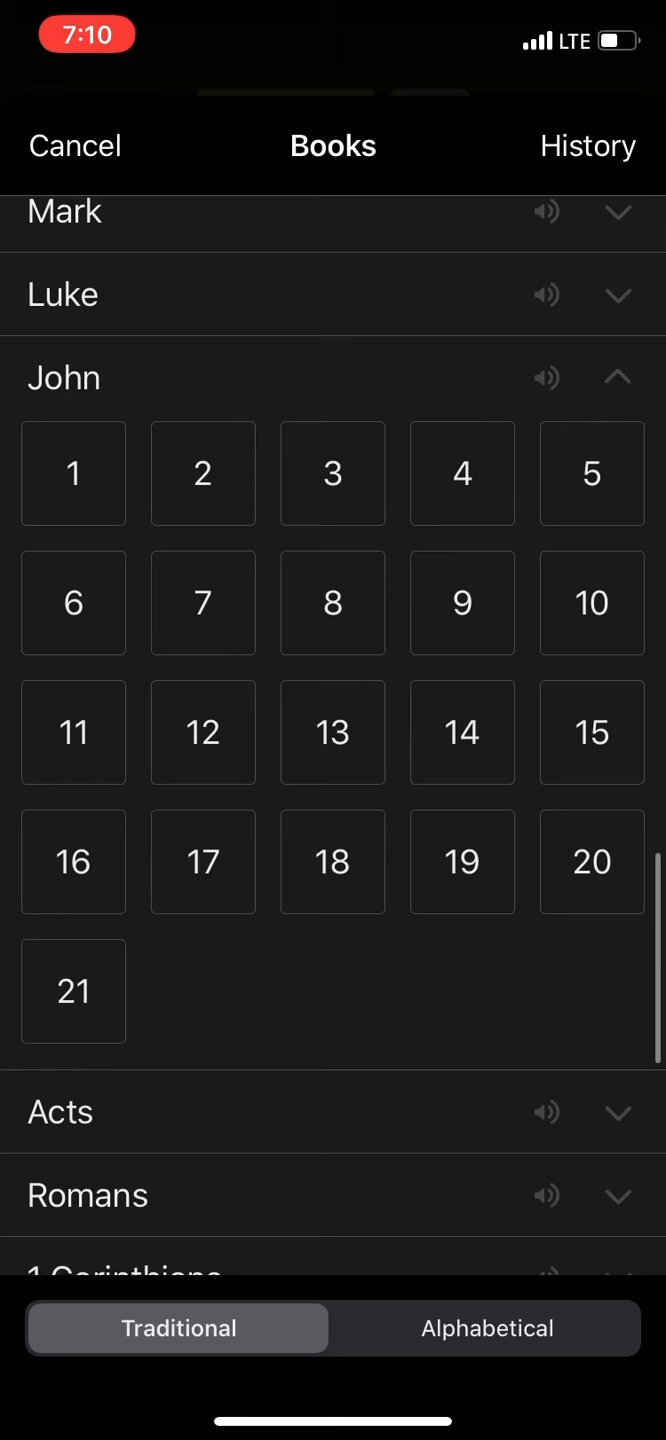 7:10 LTE
Cancel Books History
Mark
Luke
John
1 2 3 4 5
6 7 8 9 10
11 12 13 14 15
16 17 18 19 20
21
Acts
Romans
1 Corinthians
Traditional Alphabetical